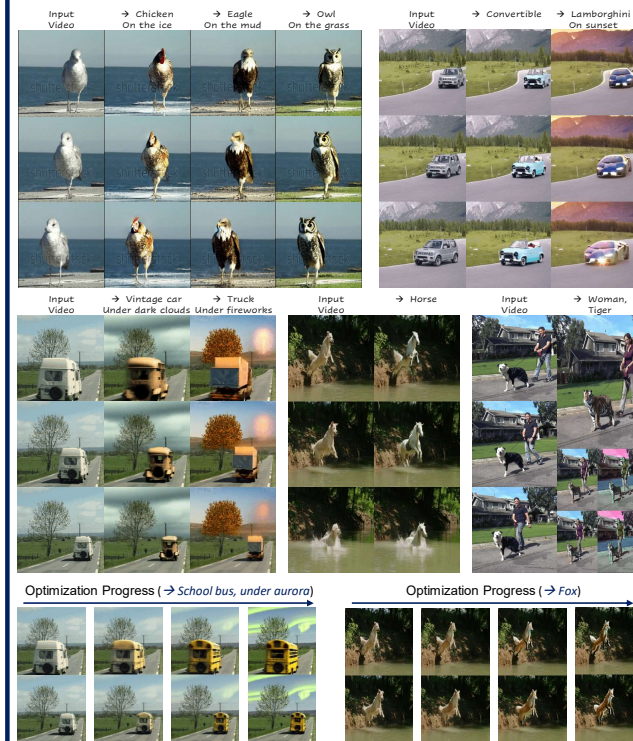 Input Video
→ Chicken On the ice
→ Eagle On the mud
→ Owl On the grass
Input Video
→ Convertible
→ Lamborghini On sunset
Input Video
→ Vintage car Under dark clouds
→ Truck Under fireworks
Input Video
→ Horse
Input Video
→ Woman, Tiger
Optimization Progress (→ School bus, under aurora)
Optimization Progress (→ Fox)